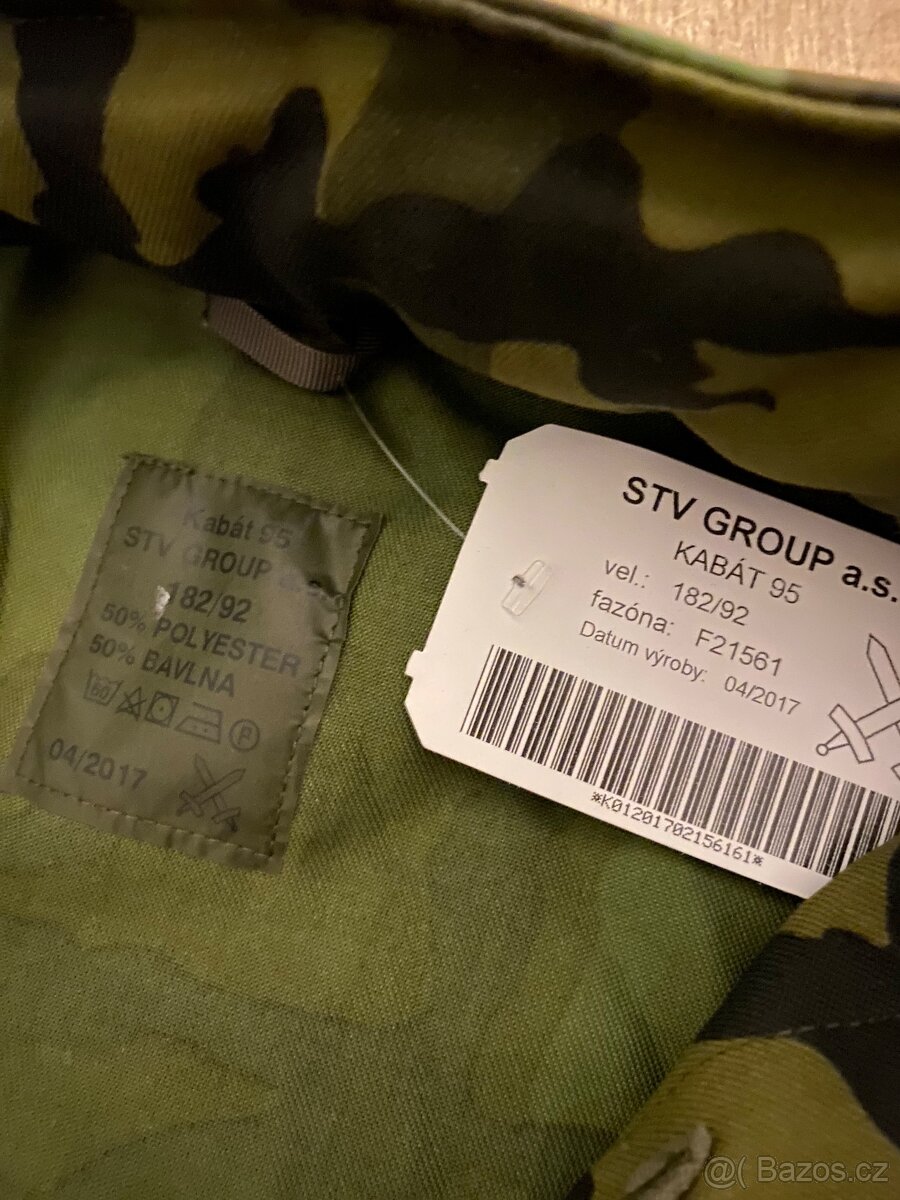 Kabát 95
STV GROUP a.s.
182/92
50% POLYESTER
50% BAVLNA
60
P
04/2017
STV GROUP a.s.
KABÁT 95
vel.: 182/92
fazóna: F21561
Datum výroby: 04/2017
*K01201702156161*
@( Bazos.cz